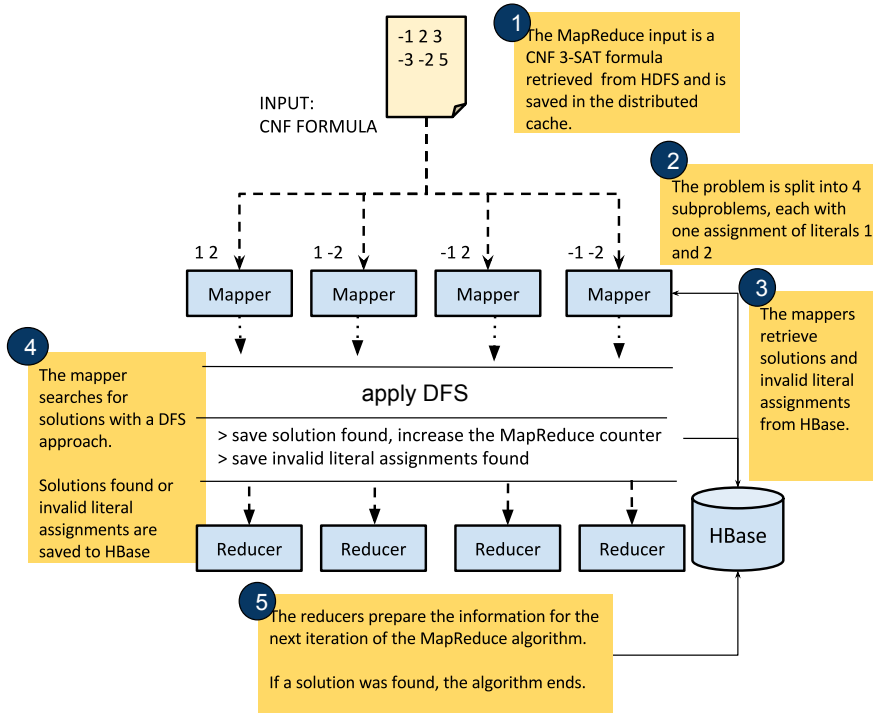 -1 2 3
-3 -2 5
INPUT:
CNF FORMULA
1
The MapReduce input is a
CNF 3-SAT formula
retrieved from HDFS and is
saved in the distributed
cache.
2
The problem is split into 4
subproblems, each with
one assignment of literals 1
and 2
1 2
1 -2
-1 2
-1 -2
Mapper
Mapper
Mapper
Mapper
3
The mappers
retrieve
solutions and
invalid literal
assignments
from HBase.
4
The mapper
searches for
solutions with a DFS
approach.
Solutions found or
invalid literal
assignments are
saved to HBase
apply DFS
> save solution found, increase the MapReduce counter
> save invalid literal assignments found
Reducer
Reducer
Reducer
Reducer
HBase
5
The reducers prepare the information for the
next iteration of the MapReduce algorithm.
If a solution was found, the algorithm ends.